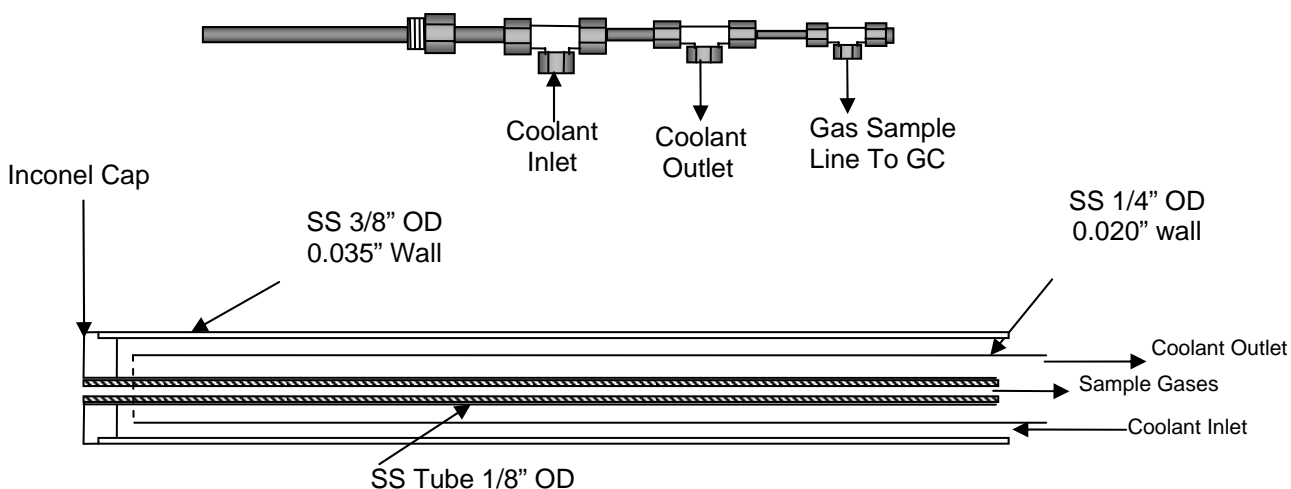 Coolant
Inlet
Coolant
Outlet
Gas Sample
Line To GC
Inconel Cap
SS 3/8” OD
0.035” Wall
SS 1/4” OD
0.020” wall
Coolant Outlet
Sample Gases
Coolant Inlet
SS Tube 1/8” OD